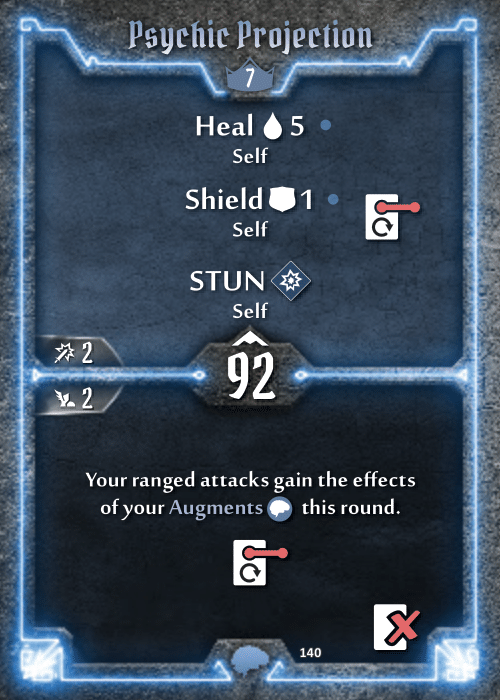 Psychic Projection
7
Heal 5
Self
Shield 1
Self
STUN
Self
2
92
2
Your ranged attacks gain the effects
of your Augments this round.
140